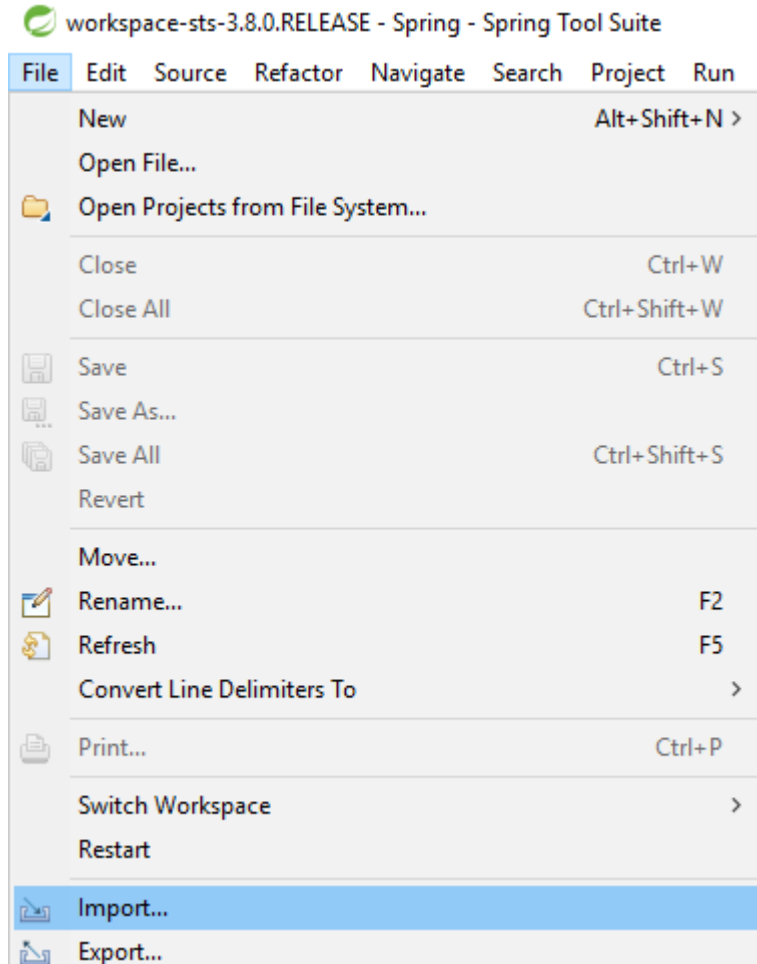 workspace-sts-3.8.0.RELEASE - Spring - Spring Tool Suite
File Edit Source Refactor Navigate Search Project Run
New Alt+Shift+N >
Open File...
Open Projects from File System...
Close Ctrl+W
Close All Ctrl+Shift+W
Save Ctrl+S
Save As...
Save All Ctrl+Shift+S
Revert
Move...
Rename... F2
Refresh F5
Convert Line Delimiters To >
Print... Ctrl+P
Switch Workspace >
Restart
Import...
Export...